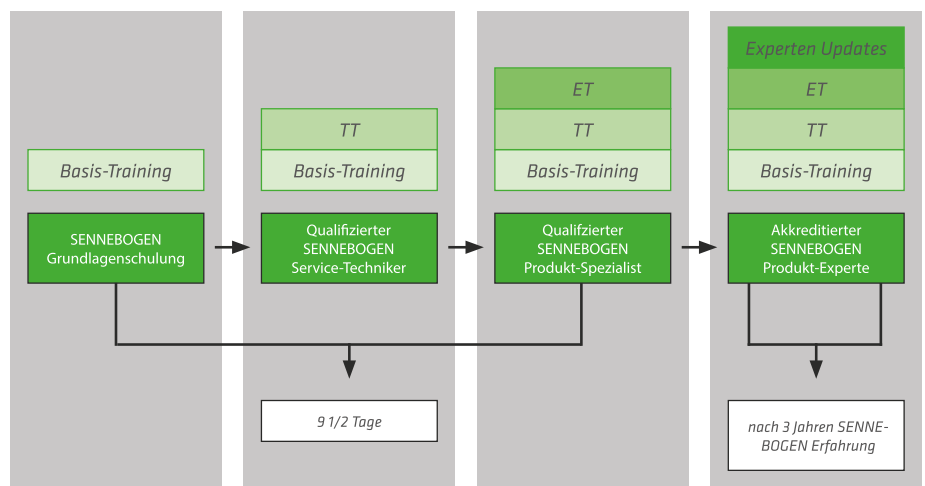 Basis-Training
SENNEBOGEN
Grundlagenschulung
TT
Basis-Training
Qualifizierter
SENNEBOGEN
Service-Techniker
ET
TT
Basis-Training
Qualifzierter
SENNEBOGEN
Produkt-Spezialist
Experten Updates
ET
TT
Basis-Training
Akkreditierter
SENNEBOGEN
Produkt-Experte
9 1/2 Tage
nach 3 Jahren SENNE-
BOGEN Erfahrung